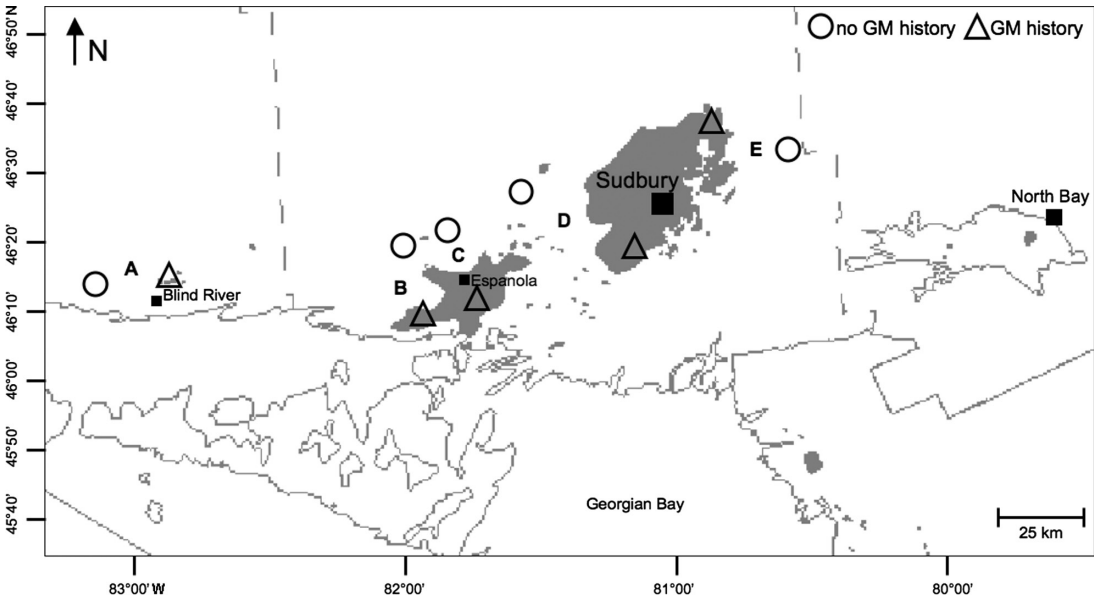 46°50'N
N
no GM history
GM history
46°40'
46°30'
E
Sudbury
North Bay
46°20'
D
C
A
Espanola
B
Blind River
46°10'
46°00'
45°50'
Georgian Bay
45°40'
25 km
83°00' W
82°00'
81°00'
80°00'